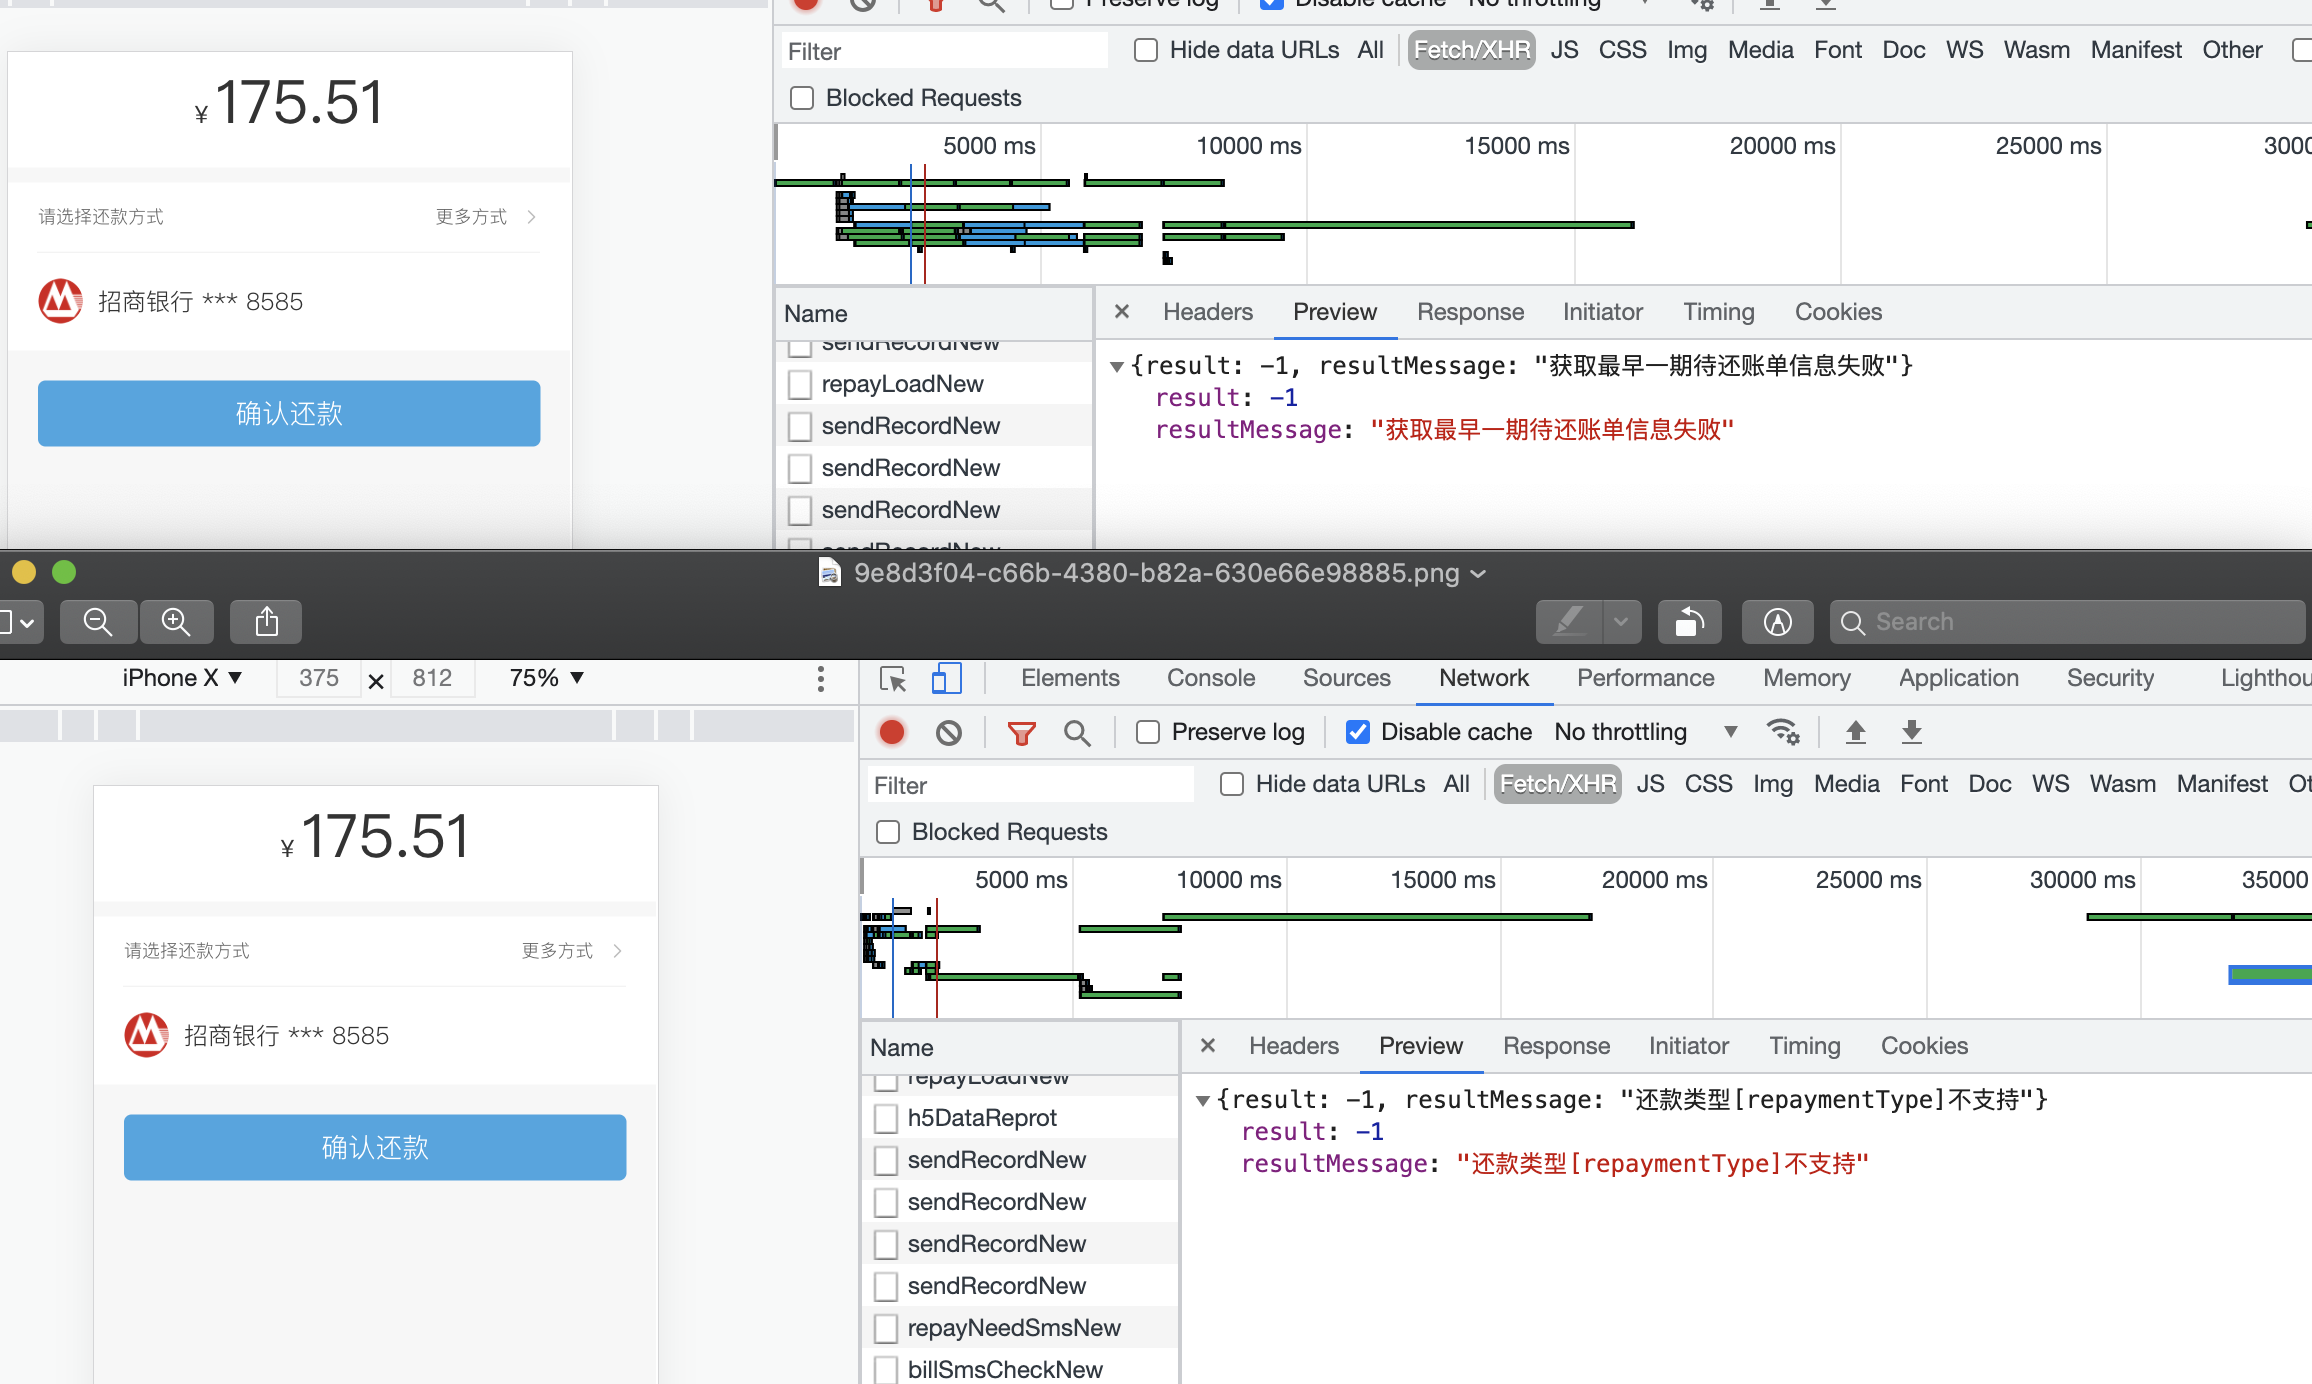 Preserve log Disable cache No throttling
Filter Hide data URLs All Fetch/XHR JS CSS Img Media Font Doc WS Wasm Manifest Other
Blocked Requests
5000 ms 10000 ms 15000 ms 20000 ms 25000 ms
¥175.51
请选择还款方式 更多方式
招商银行 *** 8585
确认还款
Name
sendRecordNew
repayLoadNew
sendRecordNew
sendRecordNew
sendRecordNew
sendRecordNew
× Headers Preview Response Initiator Timing Cookies
{result: -1, resultMessage: "获取最早一期待还账单信息失败"}
result: -1
resultMessage: "获取最早一期待还账单信息失败"
9e8d3f04-c66b-4380-b82a-630e66e98885.png
Search
iPhone X 375 × 812 75%
Elements Console Sources Network Performance Memory Application Security
Preserve log Disable cache No throttling
Filter Hide data URLs All Fetch/XHR JS CSS Img Media Font Doc WS Wasm Manifest
Blocked Requests
5000 ms 10000 ms 15000 ms 20000 ms 25000 ms 30000 ms 35000
¥175.51
请选择还款方式 更多方式
招商银行 *** 8585
确认还款
Name
repayLoadNew
h5DataReprot
sendRecordNew
sendRecordNew
sendRecordNew
sendRecordNew
repayNeedSmsNew
billSmsCheckNew
× Headers Preview Response Initiator Timing Cookies
{result: -1, resultMessage: "还款类型[repaymentType]不支持"}
result: -1
resultMessage: "还款类型[repaymentType]不支持"